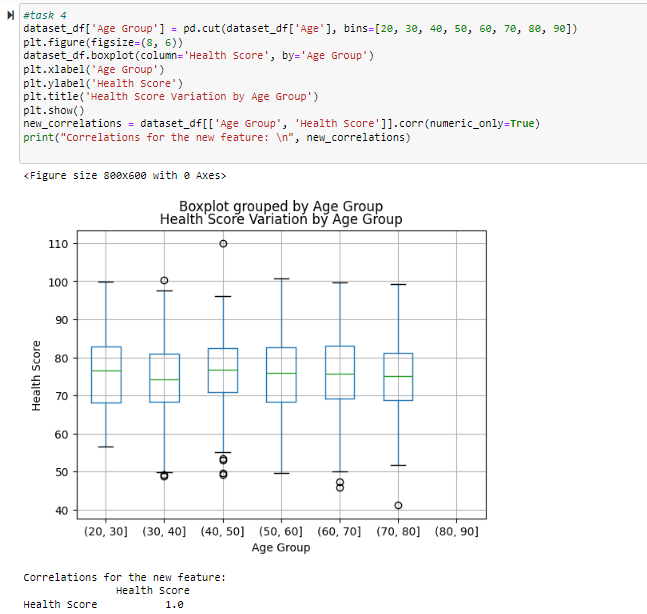 #task 4
dataset_df['Age Group'] = pd.cut(dataset_df['Age'], bins=[20, 30, 40, 50, 60, 70, 80, 90])
plt.figure(figsize=(8, 6))
dataset_df.boxplot(column='Health Score', by='Age Group')
plt.xlabel('Age Group')
plt.ylabel('Health Score')
plt.title('Health Score Variation by Age Group')
plt.show()
new_correlations = dataset_df[['Age Group', 'Health Score']].corr(numeric_only=True)
print("Correlations for the new feature: \n", new_correlations)
<Figure size 800x600 with 0 Axes>
Boxplot grouped by Age Group
Health Score Variation by Age Group
110
100
90
80
70
60
50
40
Health Score
(20, 30] (30, 40] (40, 50] (50, 60] (60, 70] (70, 80] (80, 90]
Age Group
Correlations for the new feature:
Health Score
Health Score 1.0